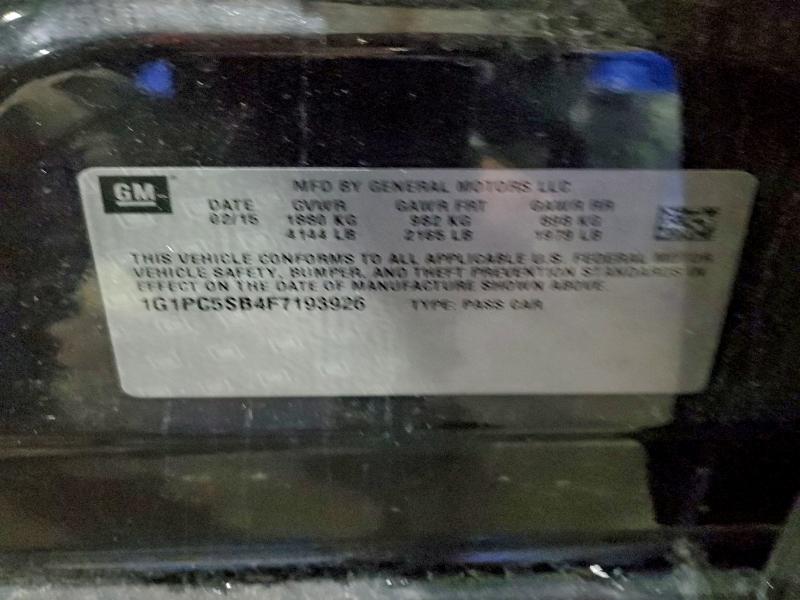 GM
MFD BY GENERAL MOTORS LLC
DATE GVWR GAWR FRT GAWR RR
02/15 1880 KG 982 KG 898 KG
4144 LB 2165 LB 1979 LB
THIS VEHICLE CONFORMS TO ALL APPLICABLE U.S. FEDERAL MOTOR
VEHICLE SAFETY, BUMPER, AND THEFT PREVENTION STANDARDS IN
EFFECT ON THE DATE OF MANUFACTURE SHOWN ABOVE.
1G1PC5SB4F7193926 TYPE: PASS CAR